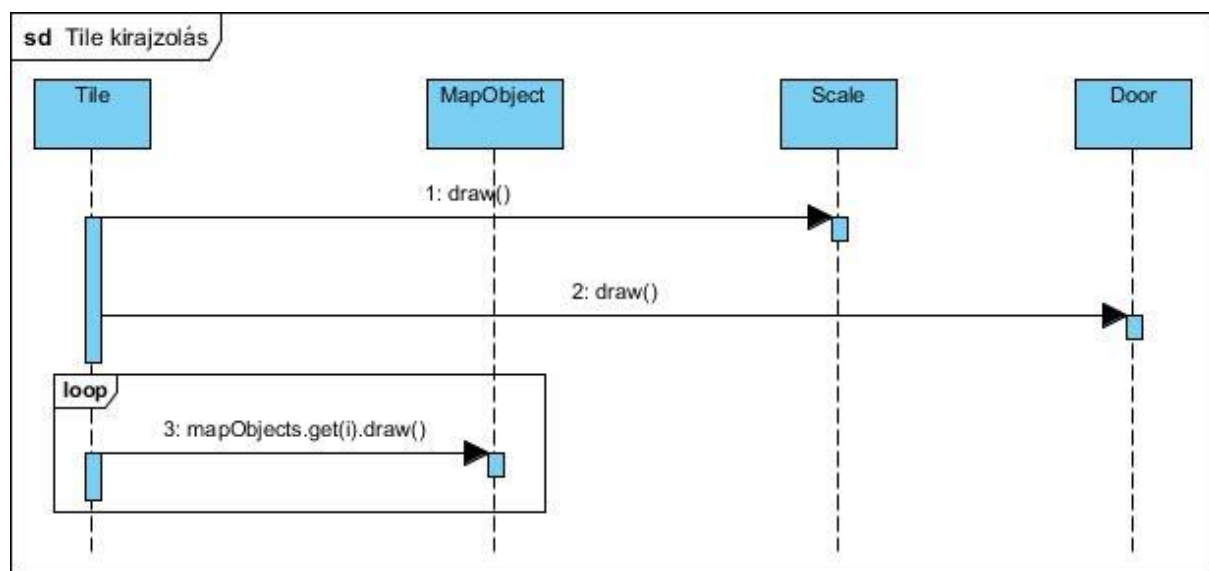 sd Tile kirajzolás
Tile
MapObject
Scale
Door
1: draw()
2: draw()
loop
3: mapObjects.get(i).draw()